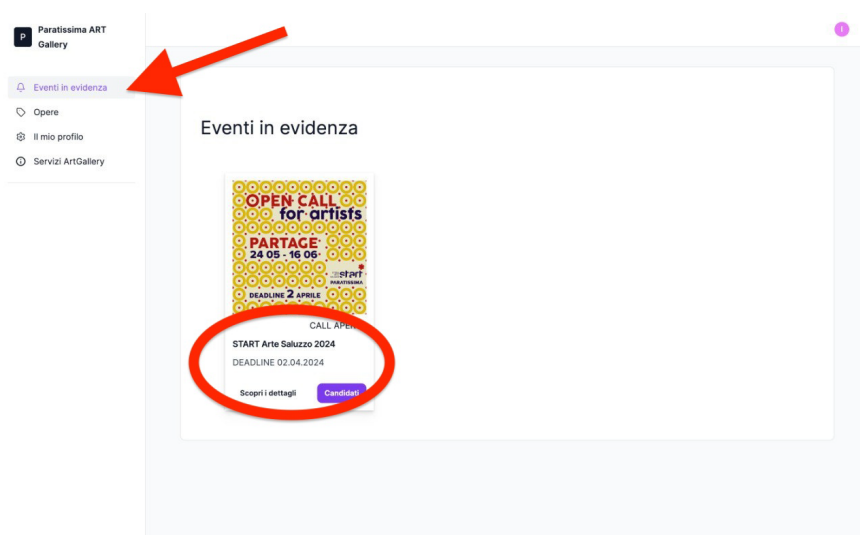 P
Paratissima ART
Gallery
I
Eventi in evidenza
Opere
Il mio profilo
Servizi ArtGallery
Eventi in evidenza
OPEN CALL
for artists
PARTAGE
24 05 - 16 06
start
PARATISSIMA
DEADLINE 2 APRILE
CALL
START Arte Saluzzo 2024
DEADLINE 02.04.2024
Scopri i dettagli
Candidati